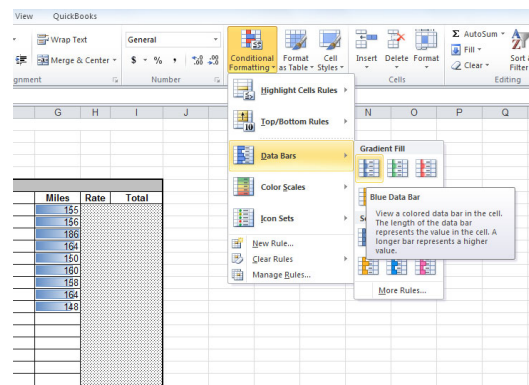 View QuickBooks
Wrap Text General Σ AutoSum
Merge & Center $ % , .0 .00 .00 .0 Conditional Formatting Format as Table Cell Styles Insert Delete Format Fill Clear Sort & Filter
Number Cells Editing
Highlight Cells Rules
Top/Bottom Rules
Data Bars
Color Scales
Icon Sets
New Rule...
Clear Rules
Manage Rules...
G H I J N O P Q
Gradient Fill
Blue Data Bar
View a colored data bar in the cell.
The length of the data bar
represents the value in the cell. A
longer bar represents a higher
value.
More Rules...
Miles Rate Total
155
156
186
164
150
160
158
164
148